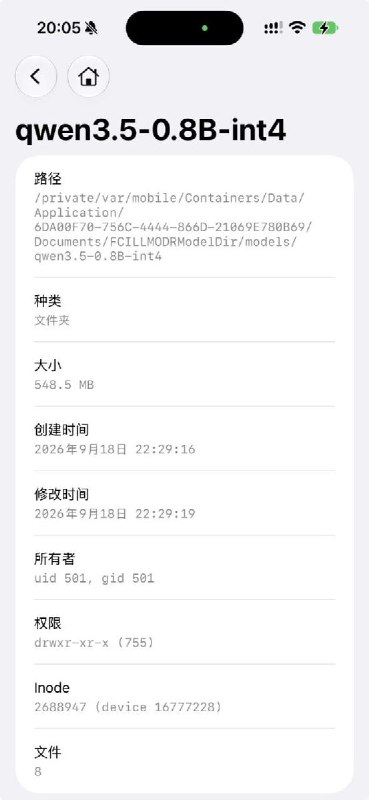 20:05
qwen3.5-0.8B-int4
路径
/private/var/mobile/Containers/Data/
Application/
6DA00F70-756C-4444-866D-21069E780B69/
Documents/FCILLMODRModelDir/models/
qwen3.5-0.8B-int4
种类
文件夹
大小
548.5 MB
创建时间
2026年9月18日 22:29:16
修改时间
2026年9月18日 22:29:19
所有者
uid 501, gid 501
权限
drwxr-xr-x (755)
Inode
2688947 (device 16777228)
文件
8